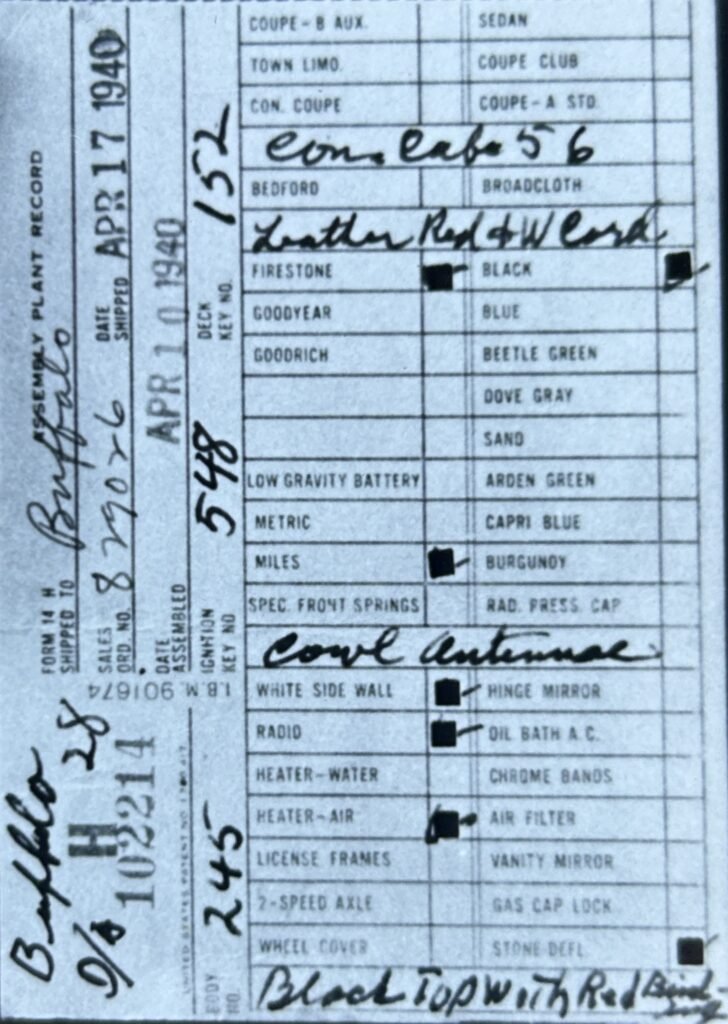 FORM 14 H ASSEMBLY PLANT RECORD
SHIPPED TO Buffalo
SALES ORD. NO. 829026 DATE SHIPPED APR 17 1940
DATE ASSEMBLED APR 10 1940
IGNITION KEY NO 548 DECK KEY NO. 152
Buffalo 28
D/A H 102214
I.B.M. 901674
BODY NO. 245
COUPE-B AUX. SEDAN
TOWN LIMO. COUPE CLUB
CON. COUPE COUPE-A STD.
Con. Cab. 56
BEDFORD BROADCLOTH
Leather Red + W Cord
FIRESTONE BLACK
GOODYEAR BLUE
GOODRICH BEETLE GREEN
DOVE GRAY
SAND
LOW GRAVITY BATTERY ARDEN GREEN
METRIC CAPRI BLUE
MILES BURGUNDY
SPEC. FRONT SPRINGS RAD. PRESS. CAP
Cowl Antennae
WHITE SIDE WALL HINGE MIRROR
RADIO OIL BATH A.C.
HEATER-WATER CHROME BANDS
HEATER-AIR AIR FILTER
LICENSE FRAMES VANITY MIRROR
2-SPEED AXLE GAS CAP LOCK
WHEEL COVER STONE DEFL.
Black Top With Red Binding